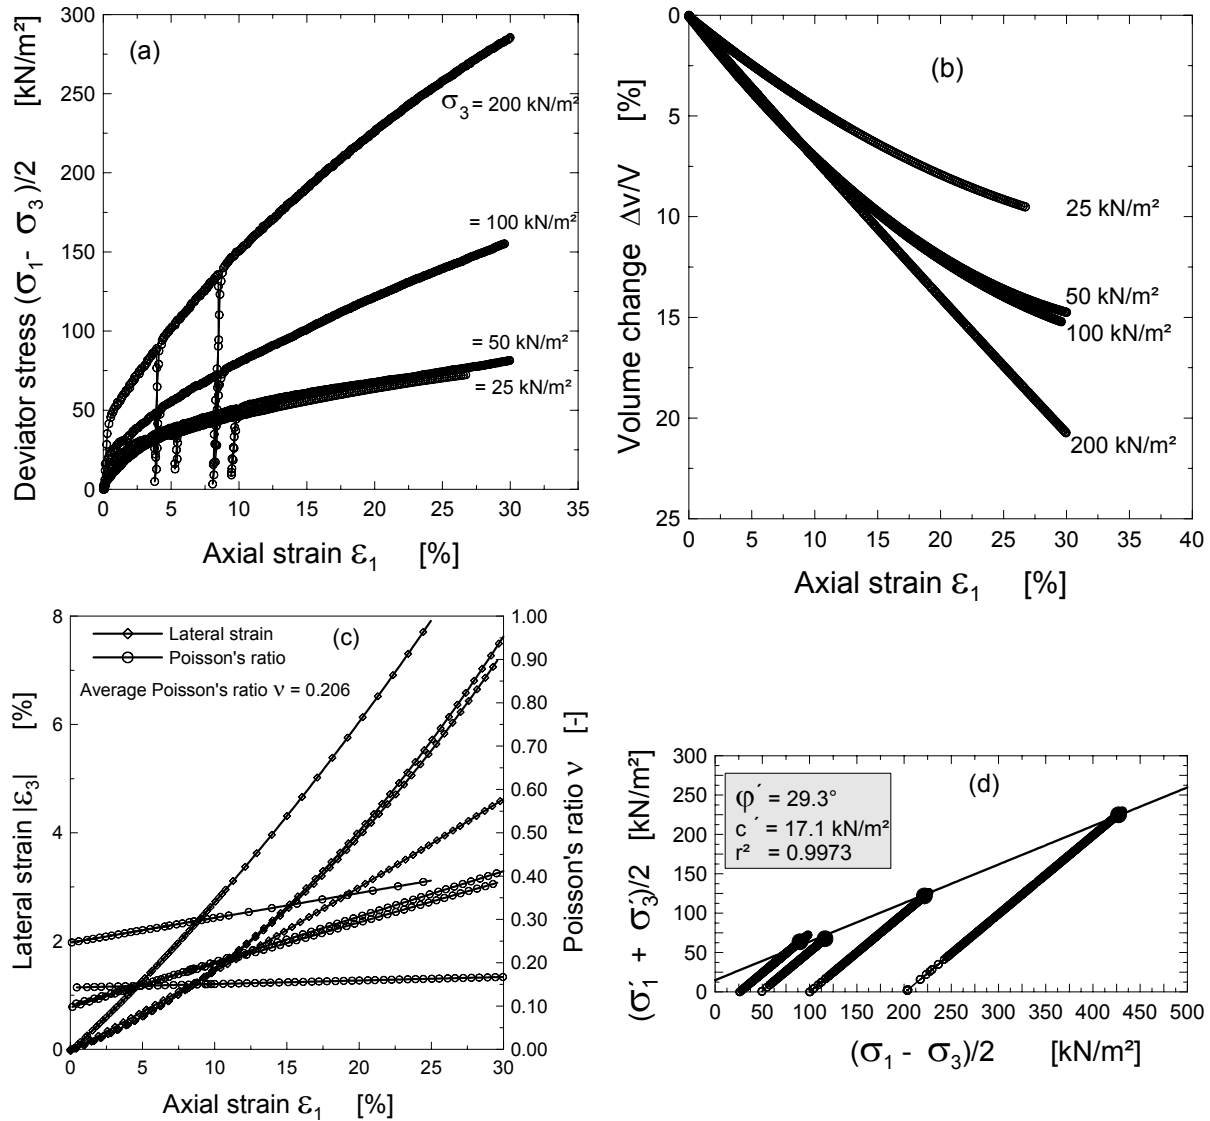 (a)
Deviator stress (σ₁- σ₃)/2 [kN/m²]
300
250
200
150
100
50
0
σ₃ = 200 kN/m²
= 100 kN/m²
= 50 kN/m²
= 25 kN/m²
0 5 10 15 20 25 30 35
Axial strain ε₁ [%]
(b)
Volume change Δv/V [%]
0
5
10
15
20
25
25 kN/m²
50 kN/m²
100 kN/m²
200 kN/m²
0 5 10 15 20 25 30 35 40
Axial strain ε₁ [%]
(c)
Lateral strain |ε₃| [%]
8
6
4
2
0
Lateral strain
Poisson's ratio
Average Poisson's ratio ν = 0.206
1.00
0.90
0.80
0.70
0.60
0.50
0.40
0.30
0.20
0.10
0.00
Poisson's ratio ν [-]
0 5 10 15 20 25 30
Axial strain ε₁ [%]
(d)
(σ₁´ + σ₃´)/2 [kN/m²]
300
250
200
150
100
50
0
φ´ = 29.3°
c´ = 17.1 kN/m²
r² = 0.9973
0 50 100 150 200 250 300 350 400 450 500
(σ₁ - σ₃)/2 [kN/m²]